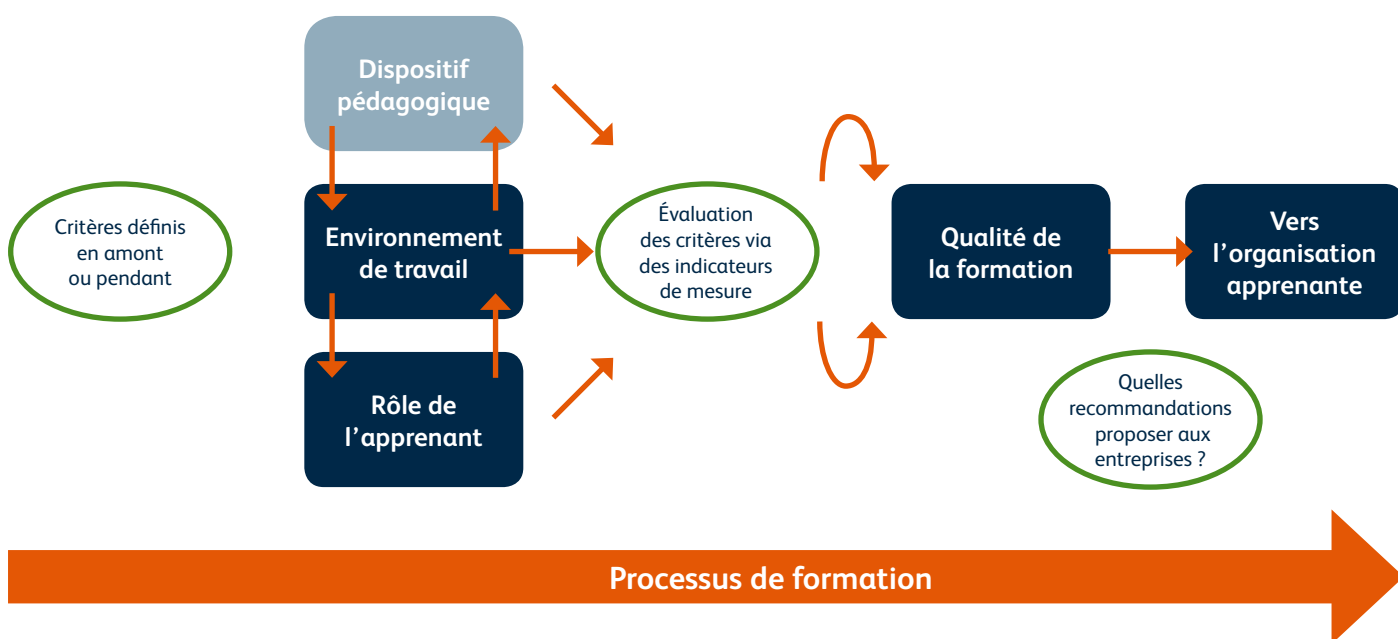 Dispositif
pédagogique
Critères définis
en amont
ou pendant
Environnement
de travail
Évaluation
des critères via
des indicateurs
de mesure
Qualité de
la formation
Vers
l’organisation
apprenante
Rôle de
l’apprenant
Quelles
recommandations
proposer aux
entreprises ?
Processus de formation